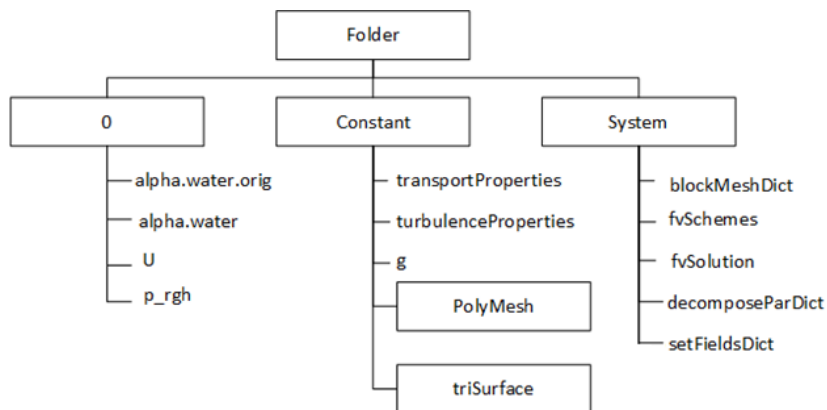 Folder
0
Constant
System
alpha.water.orig
alpha.water
U
p_rgh
transportProperties
turbulenceProperties
g
PolyMesh
triSurface
blockMeshDict
fvSchemes
fvSolution
decomposeParDict
setFieldsDict